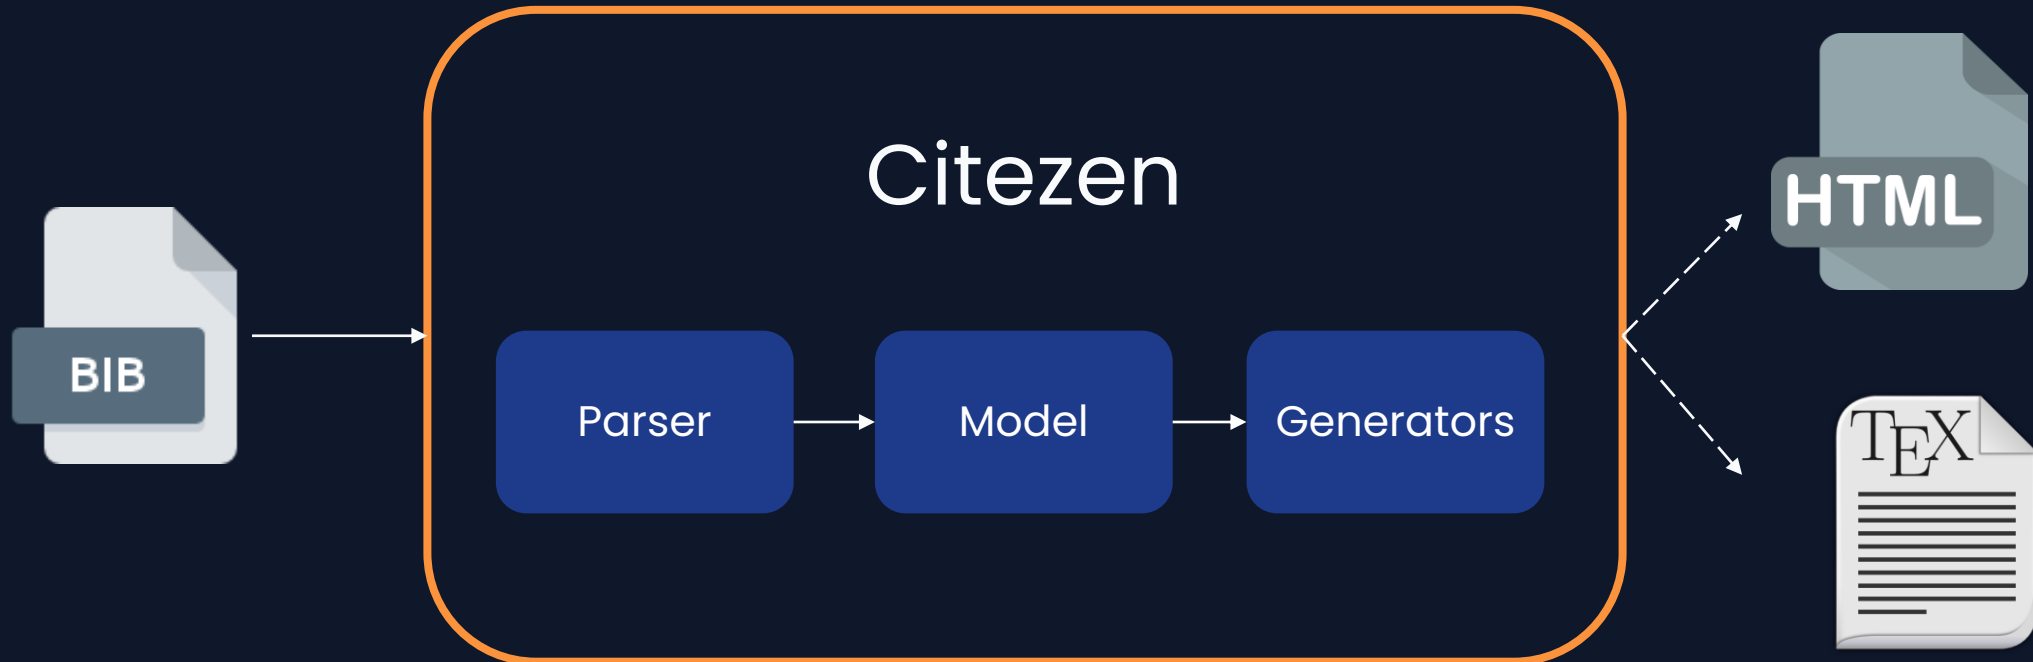 Citezen
BIB
Parser
Model
Generators
HTML
TEX